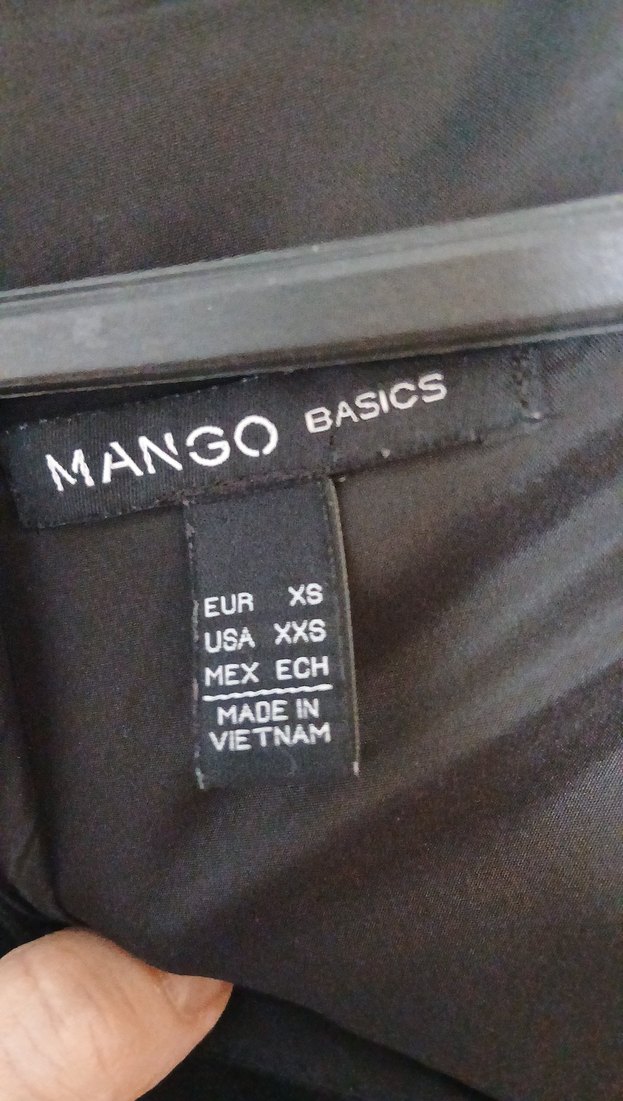 MANGO BASICS
EUR XS
USA XXS
MEX ECH
MADE IN
VIETNAM